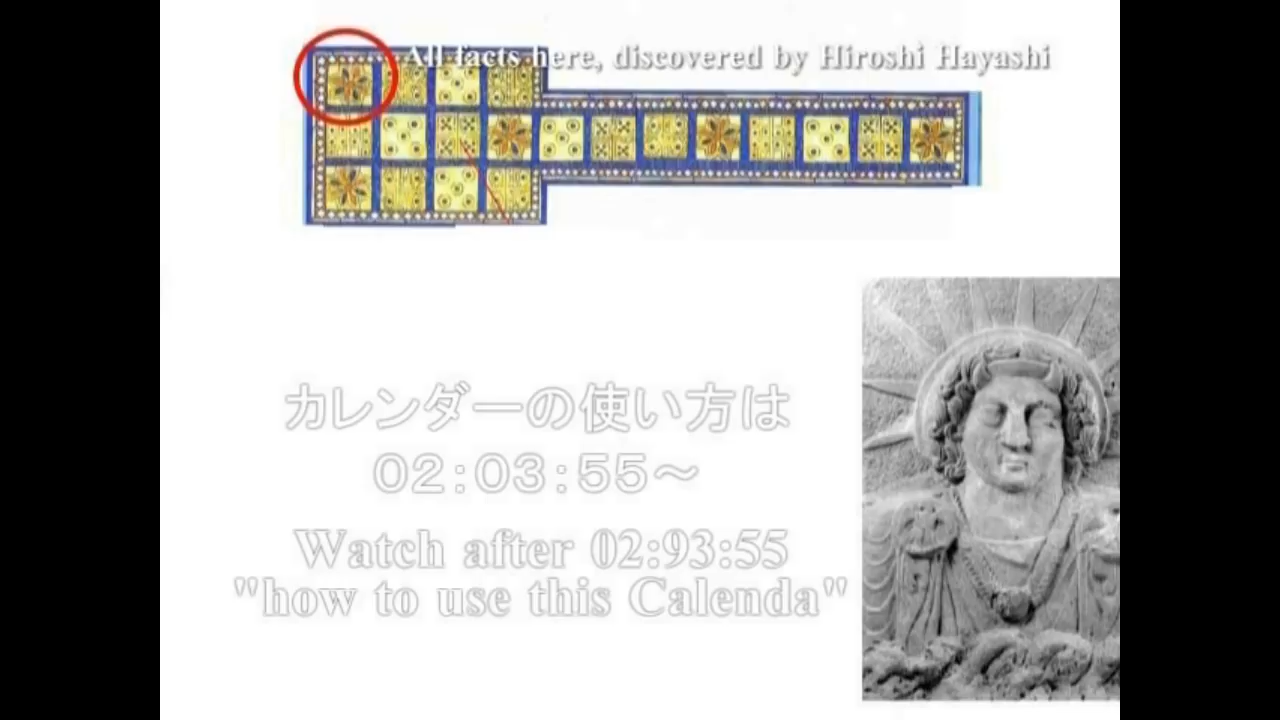 All facts here, discovered by Hiroshi Hayashi
カレンダーの使い方は
０２：０３：５５～
Watch after 02:93:55
"how to use this Calenda"